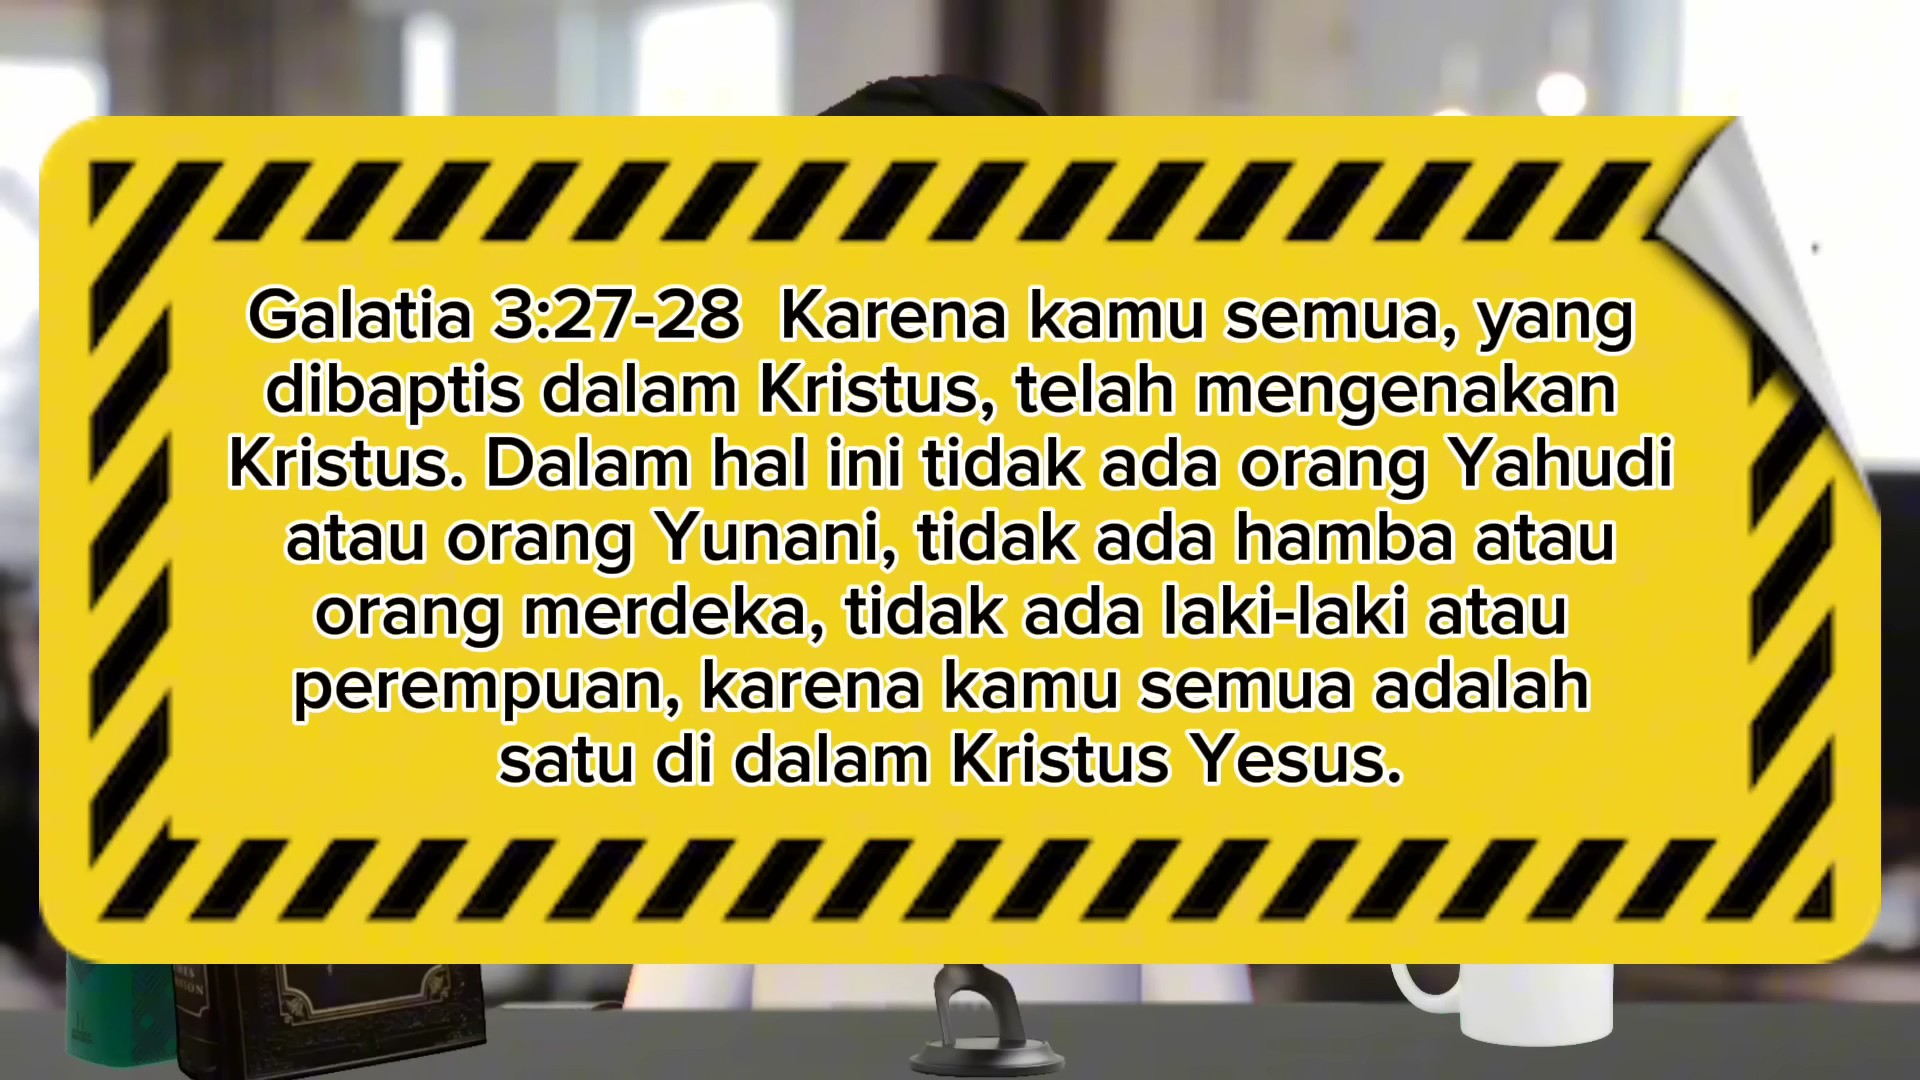 Galatia 3:27-28  Karena kamu semua, yang
dibaptis dalam Kristus, telah mengenakan
Kristus. Dalam hal ini tidak ada orang Yahudi
atau orang Yunani, tidak ada hamba atau
orang merdeka, tidak ada laki-laki atau
perempuan, karena kamu semua adalah
satu di dalam Kristus Yesus.